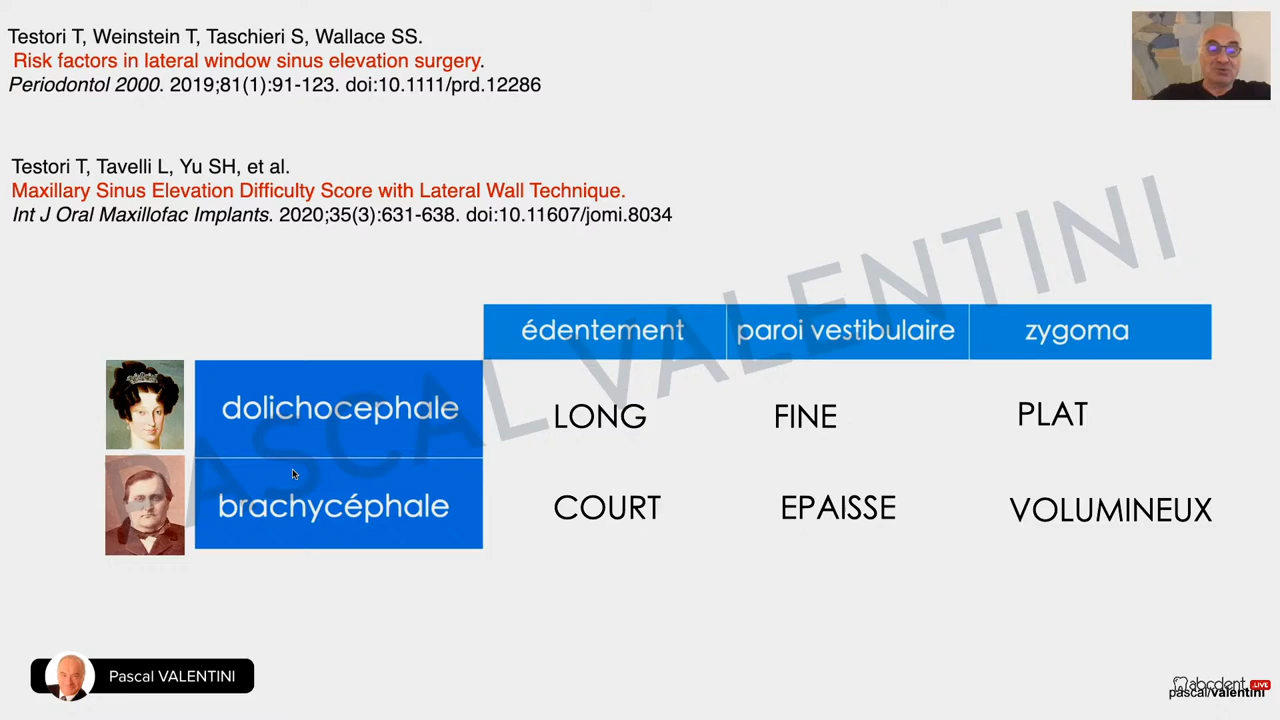 Testori T, Weinstein T, Taschieri S, Wallace SS.
Risk factors in lateral window sinus elevation surgery.
Periodontol 2000. 2019;81(1):91-123. doi:10.1111/prd.12286
Testori T, Tavelli L, Yu SH, et al.
Maxillary Sinus Elevation Difficulty Score with Lateral Wall Technique.
Int J Oral Maxillofac Implants. 2020;35(3):631-638. doi:10.11607/jomi.8034
PASCAL VALENTINI
édentement paroi vestibulaire zygoma
dolichocephale LONG FINE PLAT
brachycéphale COURT EPAISSE VOLUMINEUX
Pascal VALENTINI
abcdent LIVE
pascal/valentini